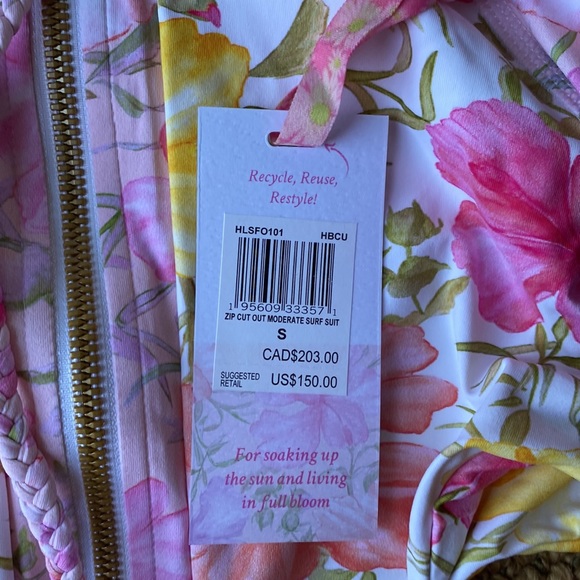 Recycle, Reuse,
Restyle!
HLSFO101 HBCU
1 95609 33357 1
ZIP CUT OUT MODERATE SURF SUIT
S
CAD$203.00
SUGGESTED
RETAIL US$150.00
For soaking up
the sun and living
in full bloom